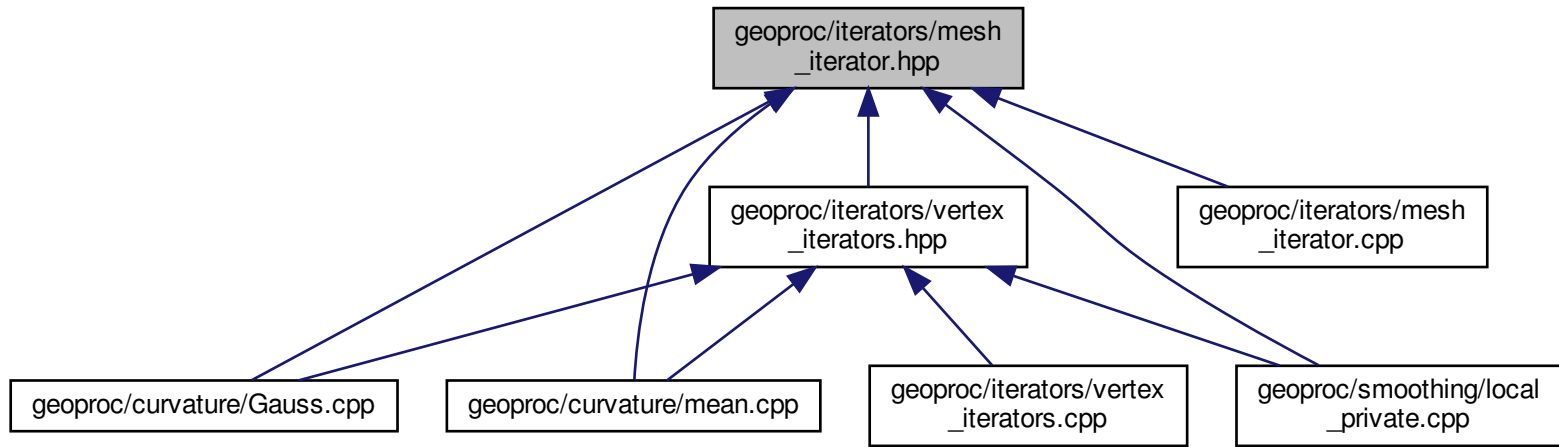 geoproc/iterators/mesh
_iterator.hpp
geoproc/iterators/vertex
_iterators.hpp
geoproc/iterators/mesh
_iterator.cpp
geoproc/curvature/Gauss.cpp
geoproc/curvature/mean.cpp
geoproc/iterators/vertex
_iterators.cpp
geoproc/smoothing/local
_private.cpp